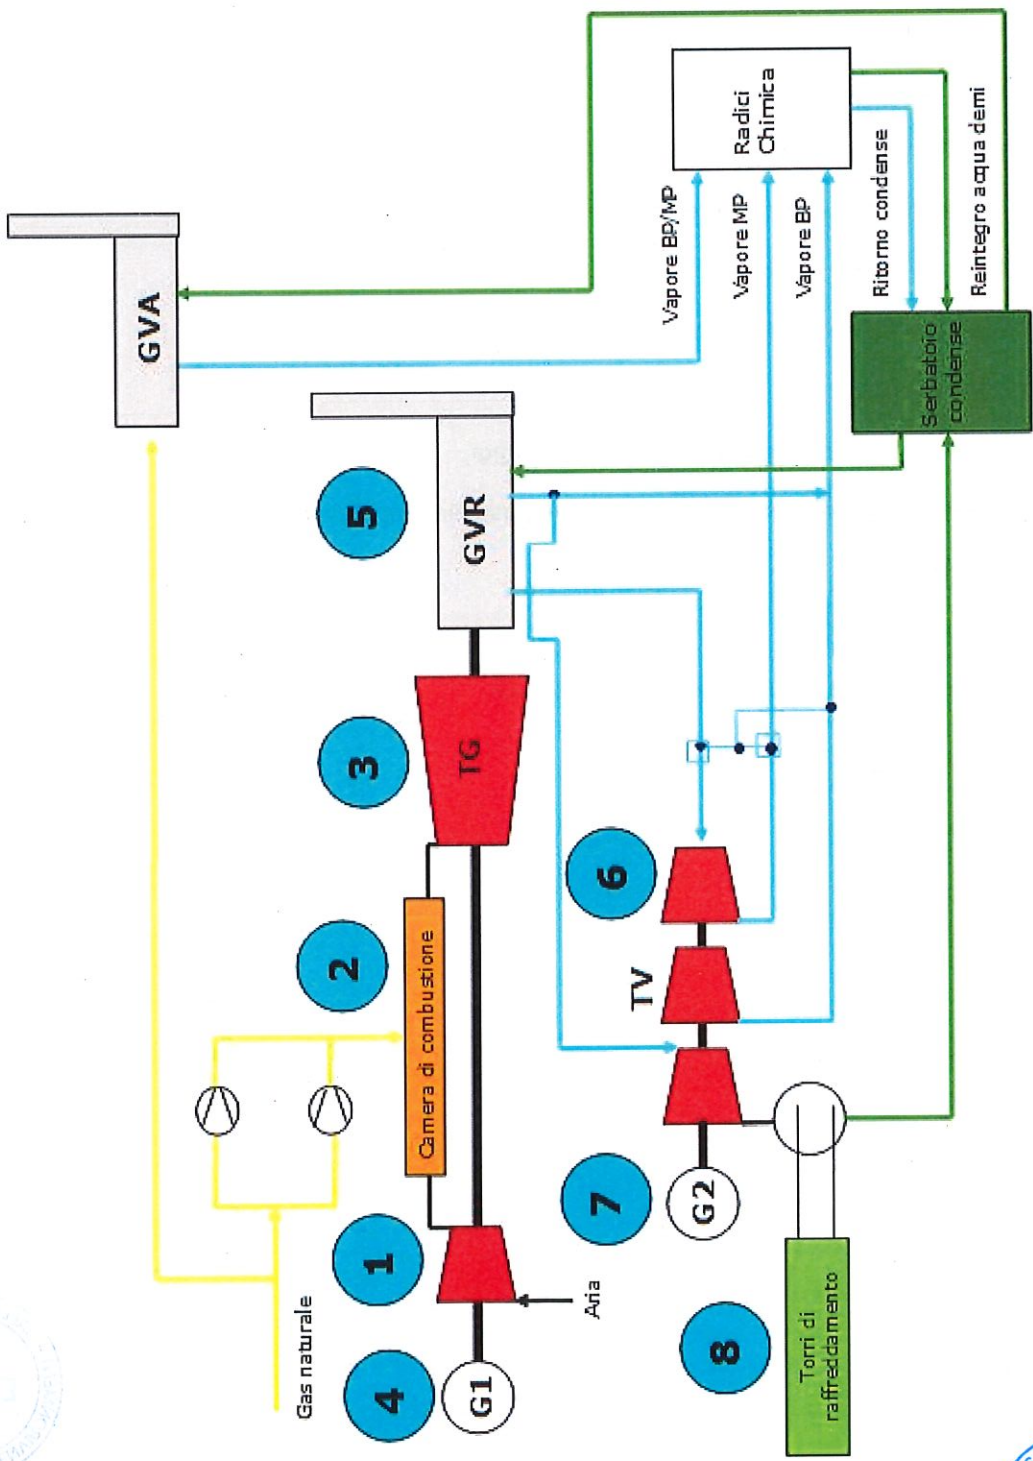 GVA
5
GVR
3
TG
2
Camera di combustione
1
4
G1
Gas naturale
Aria
Radici
Chimica
Vapore BP/MP
Vapore MP
Vapore BP
Ritorno condense
Reintegro acqua demi
Serbatoio
condense
6
TV
7
G2
8
Torri di
raffreddamento